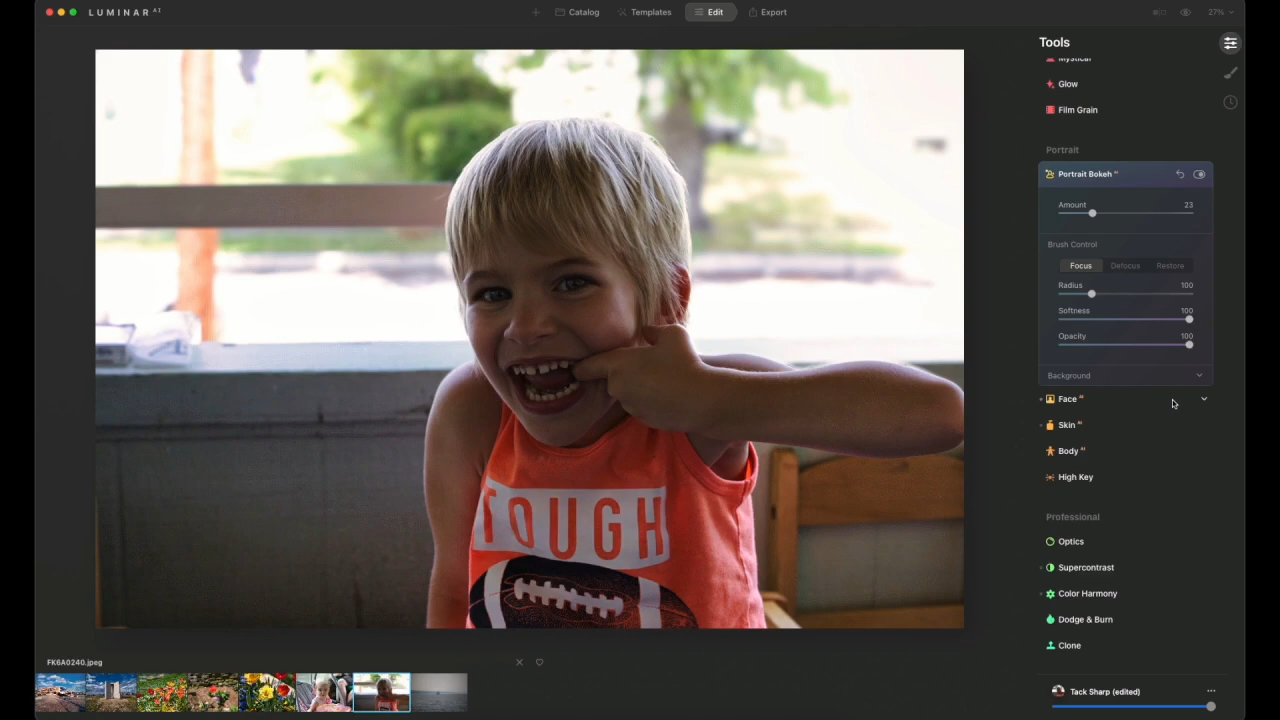 LUMINAR AI
Catalog
Templates
Edit
Export
27%
Tools
Mystical
Glow
Film Grain
Portrait
Portrait Bokeh AI
Amount 23
Brush Control
Focus Defocus Restore
Radius 100
Softness 100
Opacity 100
Background
Face AI
Skin AI
Body AI
High Key
Professional
Optics
Supercontrast
Color Harmony
Dodge & Burn
Clone
TOUGH
FK6A0240.jpeg
Tack Sharp (edited)